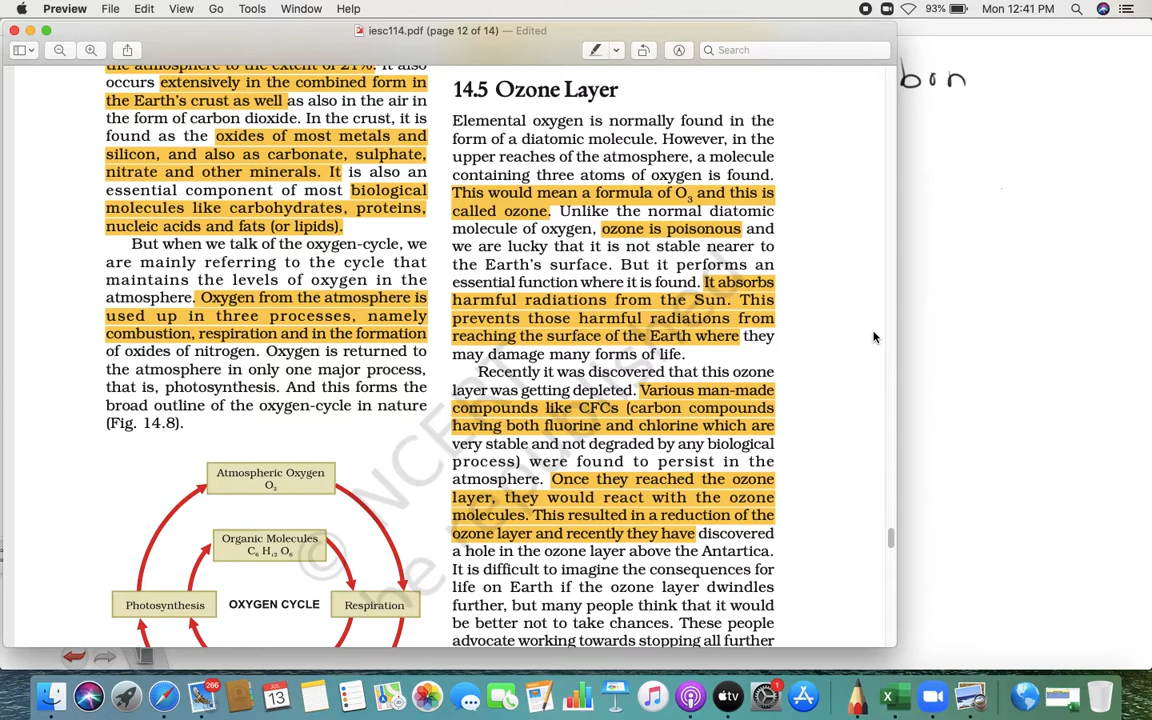 Preview File Edit View Go Tools Window Help 93% Mon 12:41 PM
iesc114.pdf (page 12 of 14) — Edited
Search
the atmosphere to the extent of 21%. It also
occurs extensively in the combined form in
the Earth's crust as well as also in the air in
the form of carbon dioxide. In the crust, it is
found as the oxides of most metals and
silicon, and also as carbonate, sulphate,
nitrate and other minerals. It is also an
essential component of most biological
molecules like carbohydrates, proteins,
nucleic acids and fats (or lipids).
But when we talk of the oxygen-cycle, we
are mainly referring to the cycle that
maintains the levels of oxygen in the
atmosphere. Oxygen from the atmosphere is
used up in three processes, namely
combustion, respiration and in the formation
of oxides of nitrogen. Oxygen is returned to
the atmosphere in only one major process,
that is, photosynthesis. And this forms the
broad outline of the oxygen-cycle in nature
(Fig. 14.8).
Atmospheric Oxygen
O₂
Organic Molecules
C₆ H₁₂ O₆
Photosynthesis
OXYGEN CYCLE
Respiration
14.5 Ozone Layer
Elemental oxygen is normally found in the
form of a diatomic molecule. However, in the
upper reaches of the atmosphere, a molecule
containing three atoms of oxygen is found.
This would mean a formula of O₃ and this is
called ozone. Unlike the normal diatomic
molecule of oxygen, ozone is poisonous and
we are lucky that it is not stable nearer to
the Earth's surface. But it performs an
essential function where it is found. It absorbs
harmful radiations from the Sun. This
prevents those harmful radiations from
reaching the surface of the Earth where they
may damage many forms of life.
Recently it was discovered that this ozone
layer was getting depleted. Various man-made
compounds like CFCs (carbon compounds
having both fluorine and chlorine which are
very stable and not degraded by any biological
process) were found to persist in the
atmosphere. Once they reached the ozone
layer, they would react with the ozone
molecules. This resulted in a reduction of the
ozone layer and recently they have discovered
a hole in the ozone layer above the Antartica.
It is difficult to imagine the consequences for
life on Earth if the ozone layer dwindles
further, but many people think that it would
be better not to take chances. These people
advocate working towards stopping all further
© NCERT
be republished
bon
266
JUL
13
tv
1